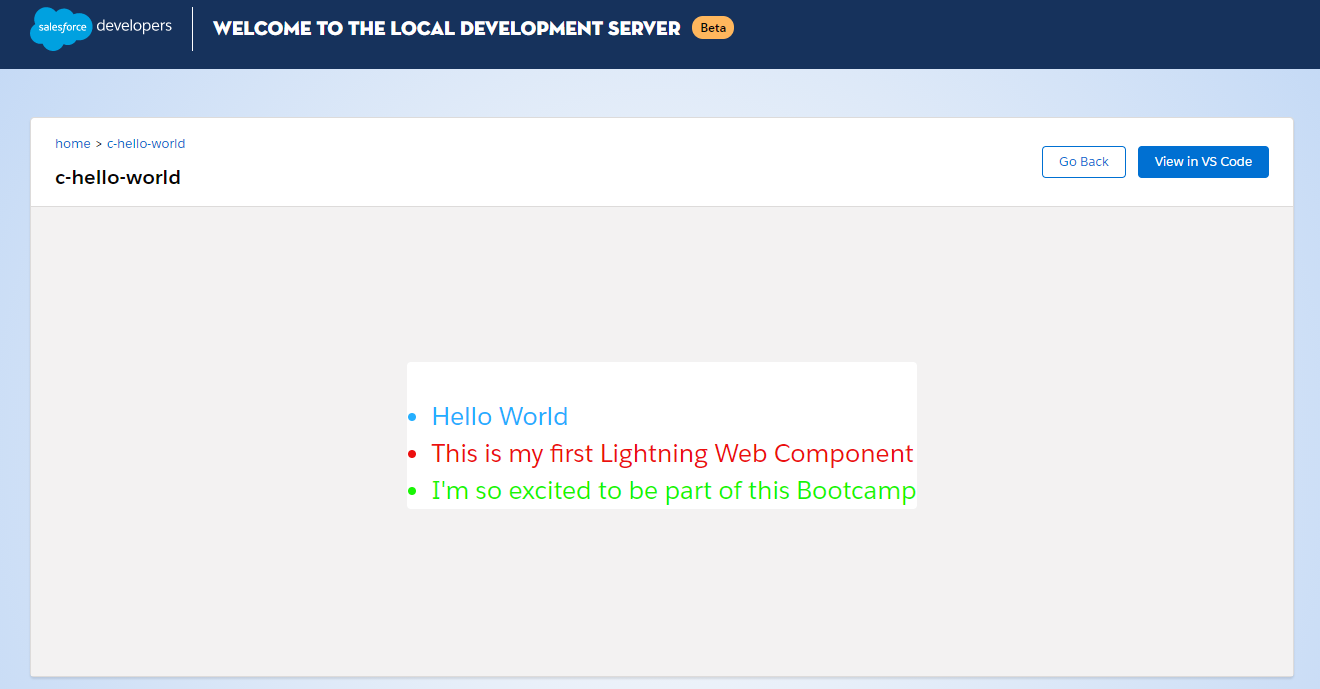 salesforce developers WELCOME TO THE LOCAL DEVELOPMENT SERVER Beta
home > c-hello-world
c-hello-world
Go Back View in VS Code
• Hello World
• This is my first Lightning Web Component
• I'm so excited to be part of this Bootcamp